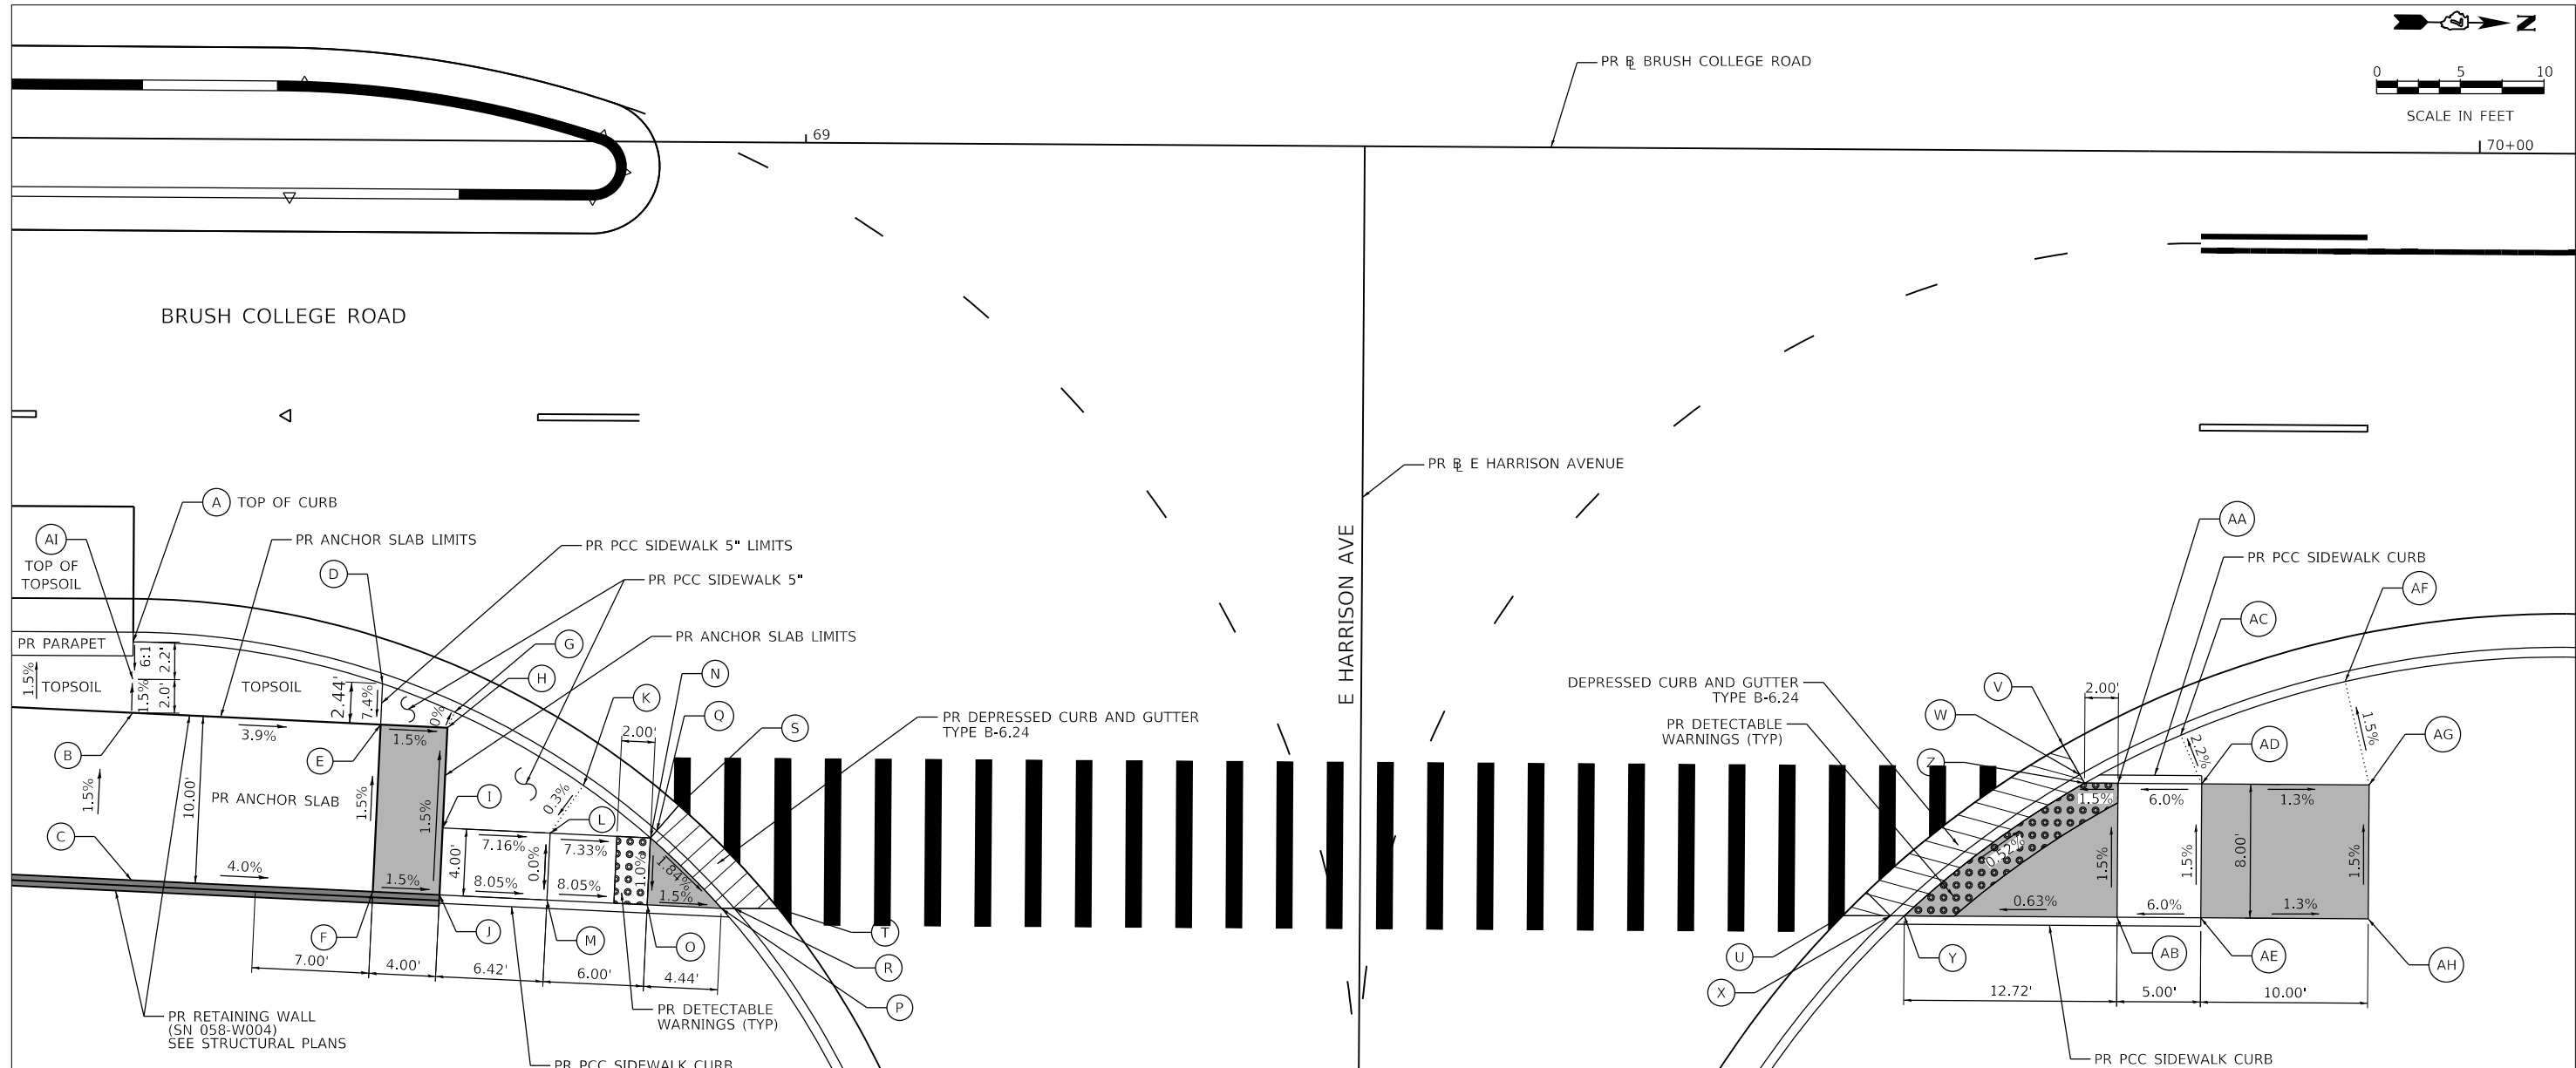 N
0 5 10
SCALE IN FEET
PR BL BRUSH COLLEGE ROAD
69
70+00
BRUSH COLLEGE ROAD
PR BL E HARRISON AVENUE
E HARRISON AVE
A TOP OF CURB
AI
TOP OF
TOPSOIL
PR ANCHOR SLAB LIMITS
PR PCC SIDEWALK 5" LIMITS
D
PR PCC SIDEWALK 5"
PR ANCHOR SLAB LIMITS
G
H
K
N
Q
S
PR PARAPET
6:1
2.2'
1.5%
TOPSOIL
1.5%
2.0'
TOPSOIL
2.44'
7.4%
0%
3.9%
1.5%
B
E
1.5%
10.00'
PR ANCHOR SLAB
1.5%
1.5%
I
L
0.3%
2.00'
PR DEPRESSED CURB AND GUTTER
TYPE B-6.24
C
4.0%
1.5%
4.00'
7.16%
0.0%
7.33%
8.05%
8.05%
1.0%
1.84%
1.5%
F
J
M
O
T
R
P
7.00'
4.00'
6.42'
6.00'
4.44'
PR RETAINING WALL
(SN 058-W004)
SEE STRUCTURAL PLANS
PR DETECTABLE
WARNINGS (TYP)
PR PCC SIDEWALK CURB
AA
PR PCC SIDEWALK CURB
AF
AC
DEPRESSED CURB AND GUTTER
TYPE B-6.24
V
2.00'
W
PR DETECTABLE
WARNINGS (TYP)
Z
2.2%
1.5%
AD
AG
1.5%
6.0%
1.3%
0.52%
1.5%
1.5%
8.00'
1.5%
0.63%
6.0%
1.3%
U
X
Y
AB
AE
AH
12.72'
5.00'
10.00'
PR PCC SIDEWALK CURB